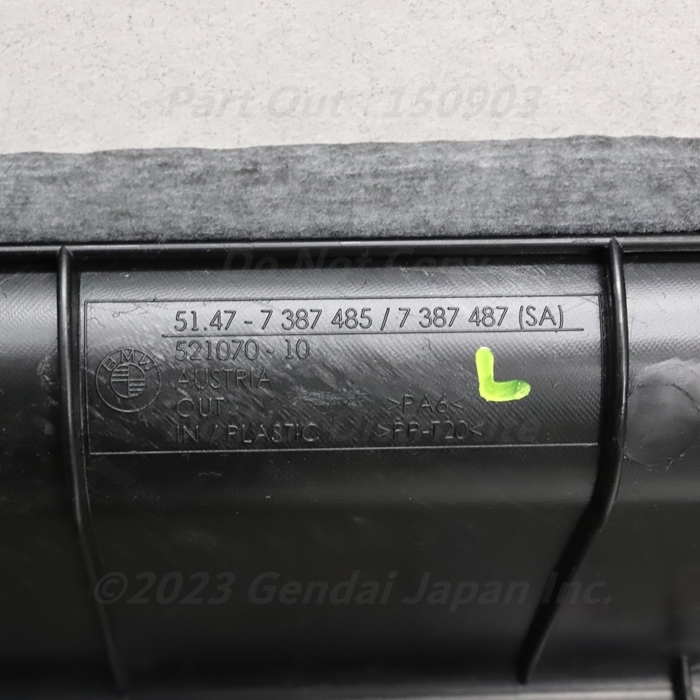 Part Out : 150903
Do Not Copy
51.47 - 7 387 485 / 7 387 487 (SA)
521070-10
BMW
AUSTRIA
OUT >PA6<
IN / PLASTIC >PP-T20<
L
©2023 Gendai Japan Inc.